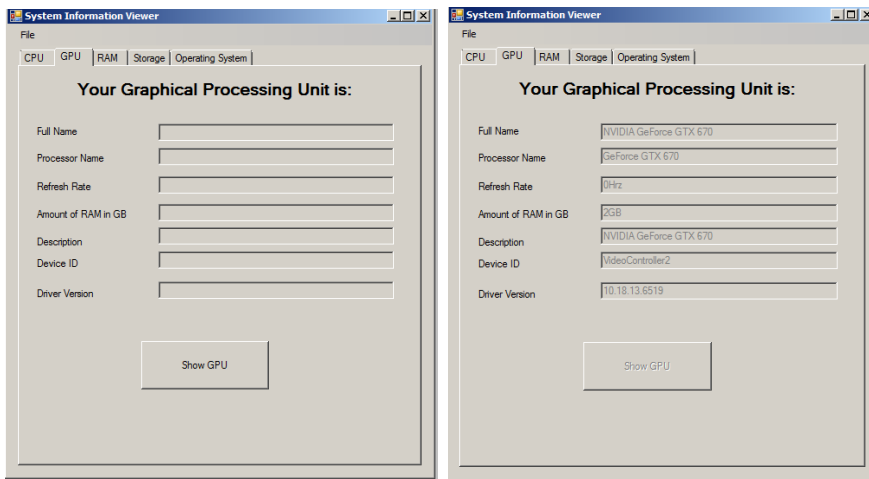 System Information Viewer
File
CPU GPU RAM Storage Operating System
Your Graphical Processing Unit is:
Full Name
Processor Name
Refresh Rate
Amount of RAM in GB
Description
Device ID
Driver Version
Show GPU
System Information Viewer
File
CPU GPU RAM Storage Operating System
Your Graphical Processing Unit is:
Full Name NVIDIA GeForce GTX 670
Processor Name GeForce GTX 670
Refresh Rate 0Hrz
Amount of RAM in GB 2GB
Description NVIDIA GeForce GTX 670
Device ID VideoController2
Driver Version 10.18.13.6519
Show GPU